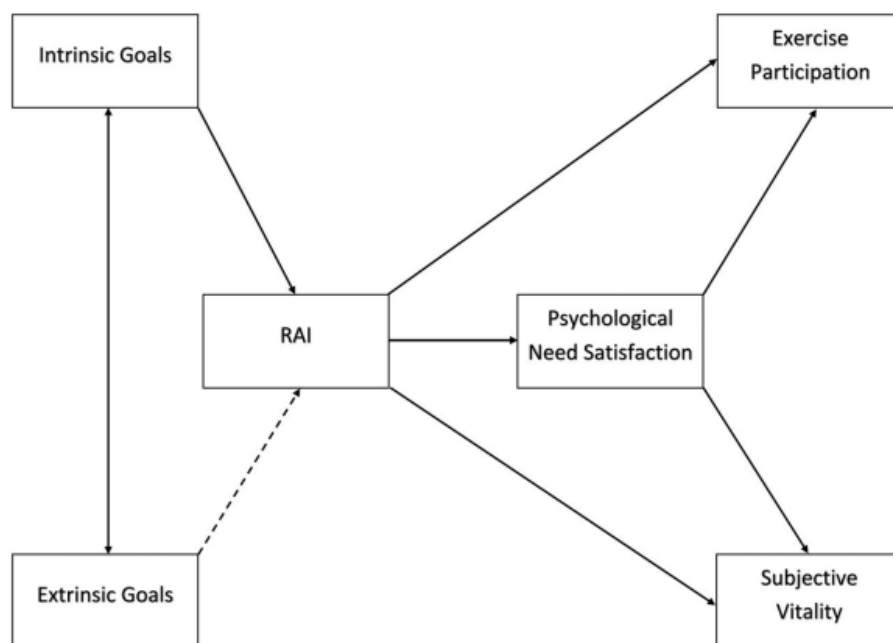 Intrinsic Goals
Exercise
Participation
RAI
Psychological
Need Satisfaction
Extrinsic Goals
Subjective
Vitality